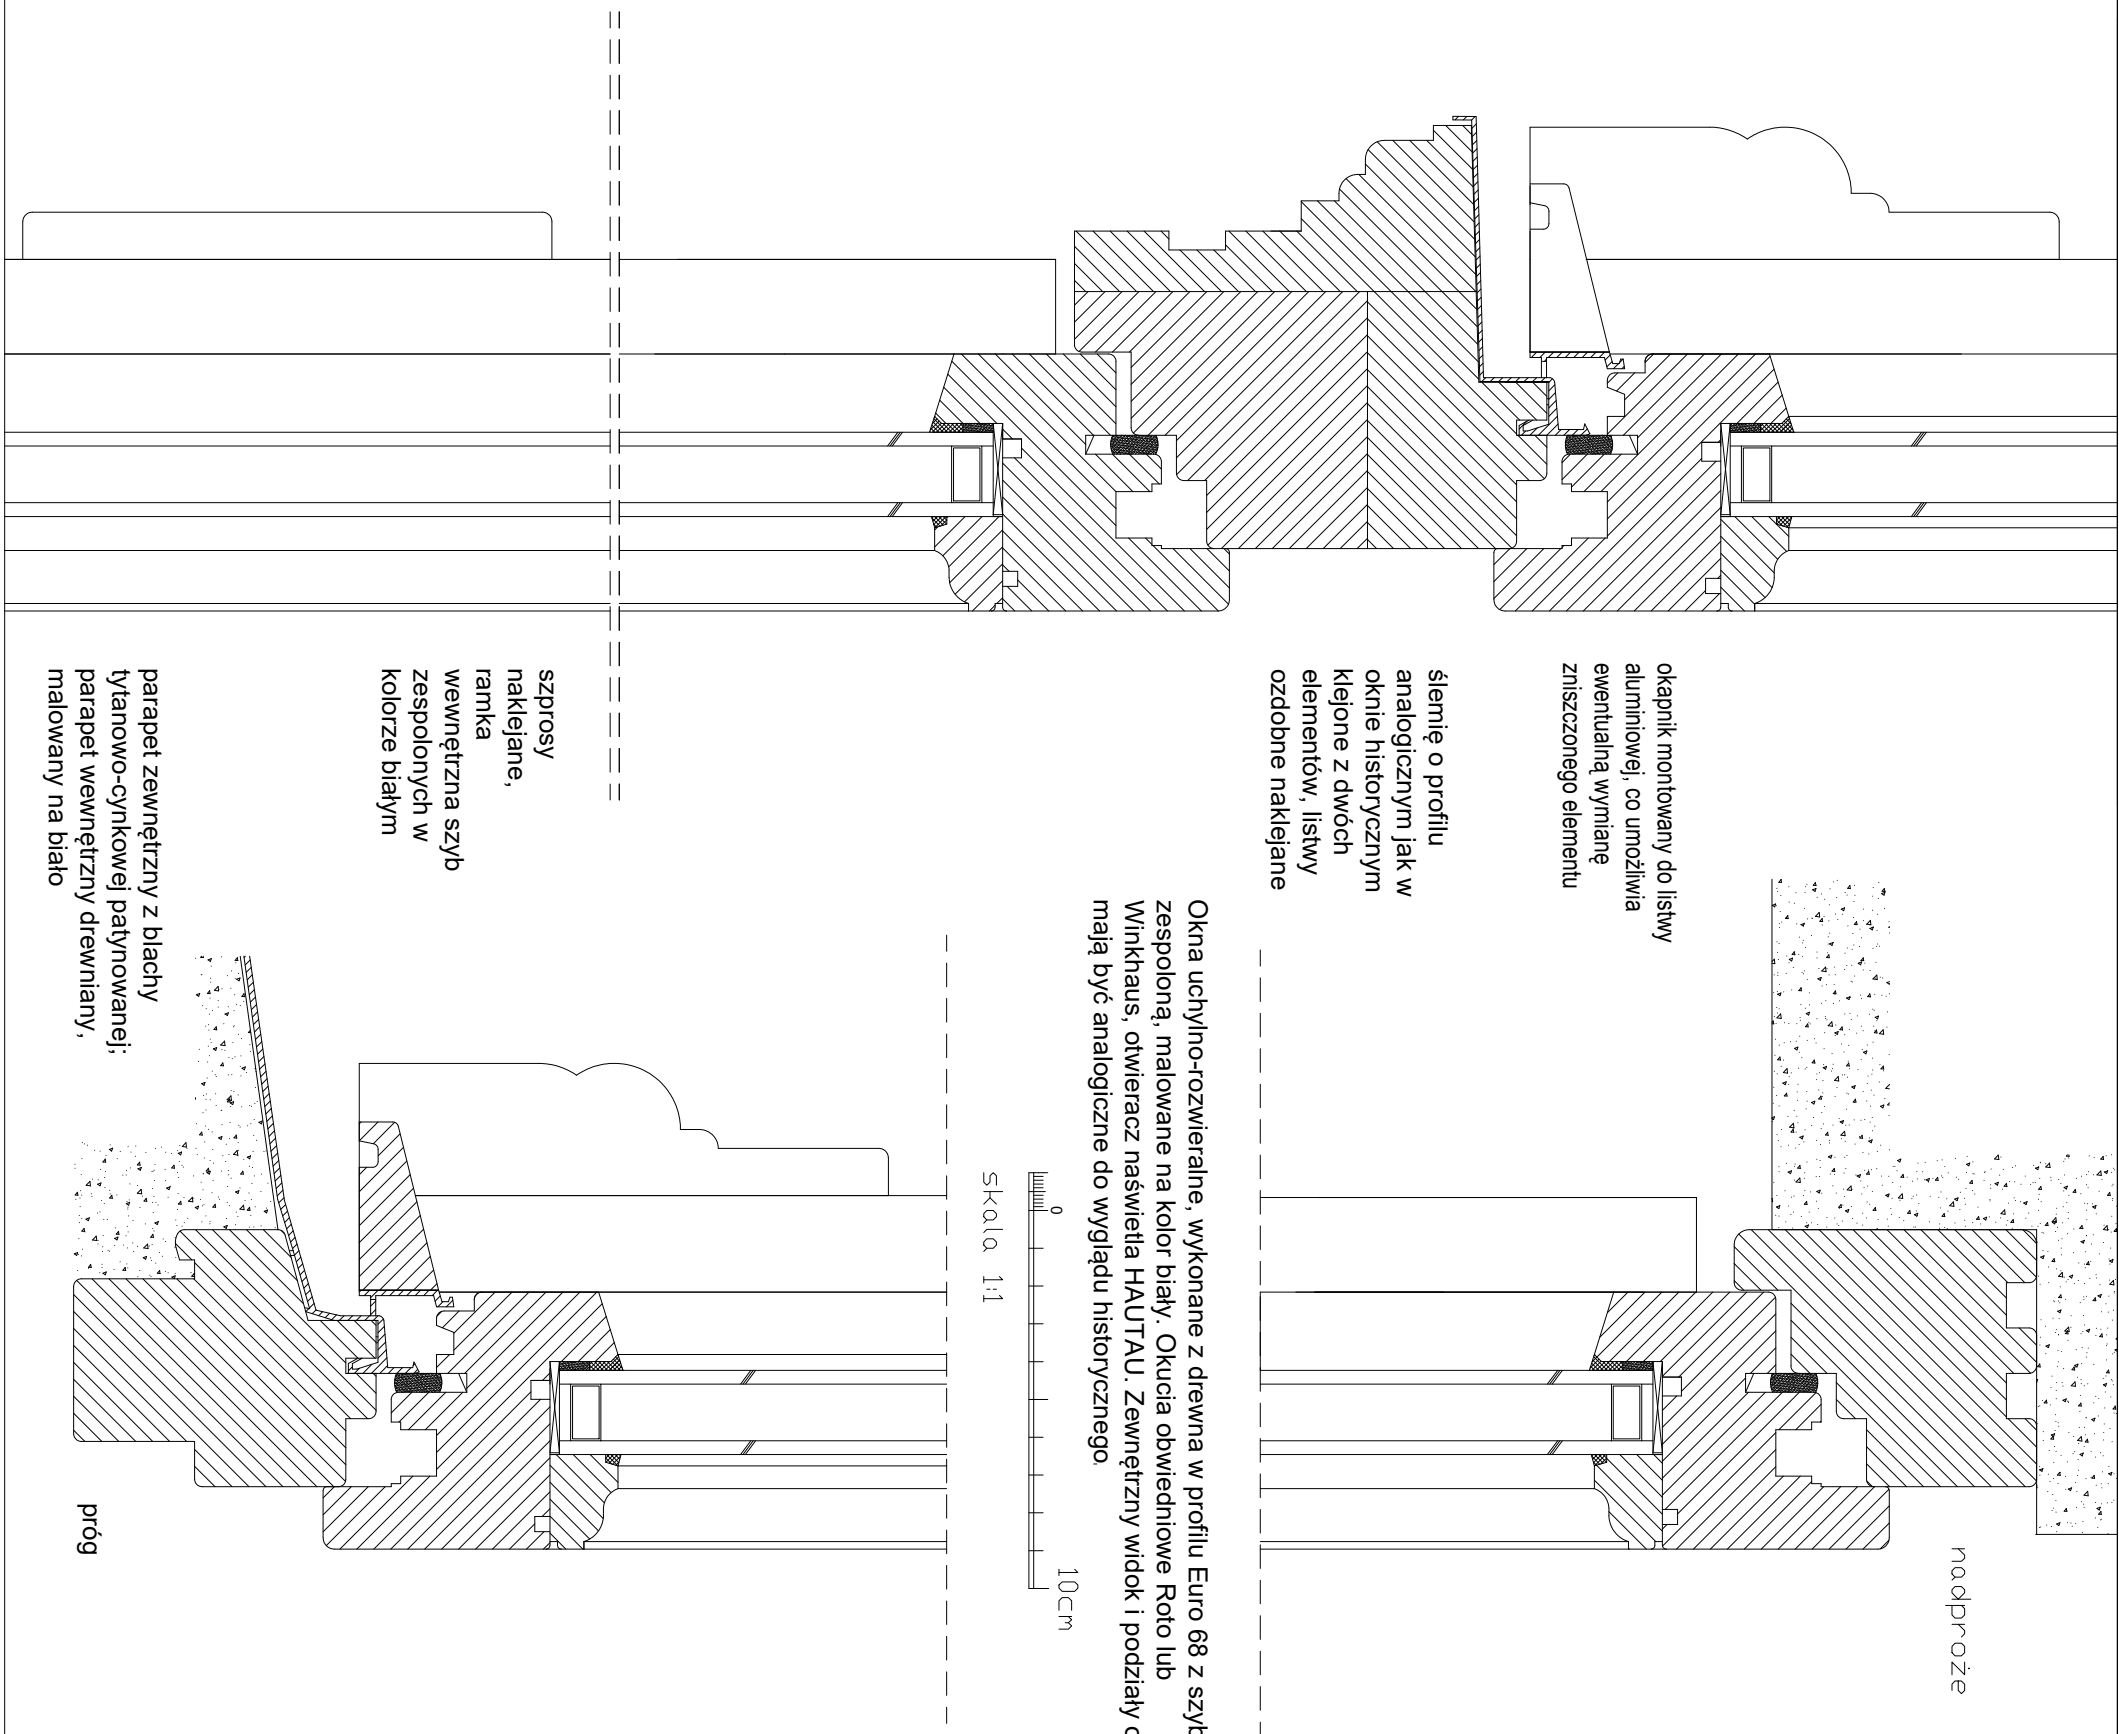 nadproże
okapnik montowany do listwy
aluminiowej, co umożliwia
ewentualną wymianę
zniszczonego elementu
ślemię o profilu
analogicznym jak w
oknie historycznym
klejone z dwóch
elementów, listwy
ozdobne naklejane
Okna uchylno-rozwieralne, wykonane z drewna w profilu Euro 68 z szyb
zespoloną, malowane na kolor biały. Okucia obwiedniowe Roto lub
Winkhaus, otwieracz naświetla HAUTAU. Zewnętrzny widok i podziały
mają być analogiczne do wyglądu historycznego.
0
10cm
skala 1:1
szprosy
naklejane,
ramka
wewnętrzna szyb
zespolonych w
kolorze białym
parapet zewnętrzny z blachy
tytanowo-cynkowej patynowanej;
parapet wewnętrzny drewniany,
malowany na biało
próg